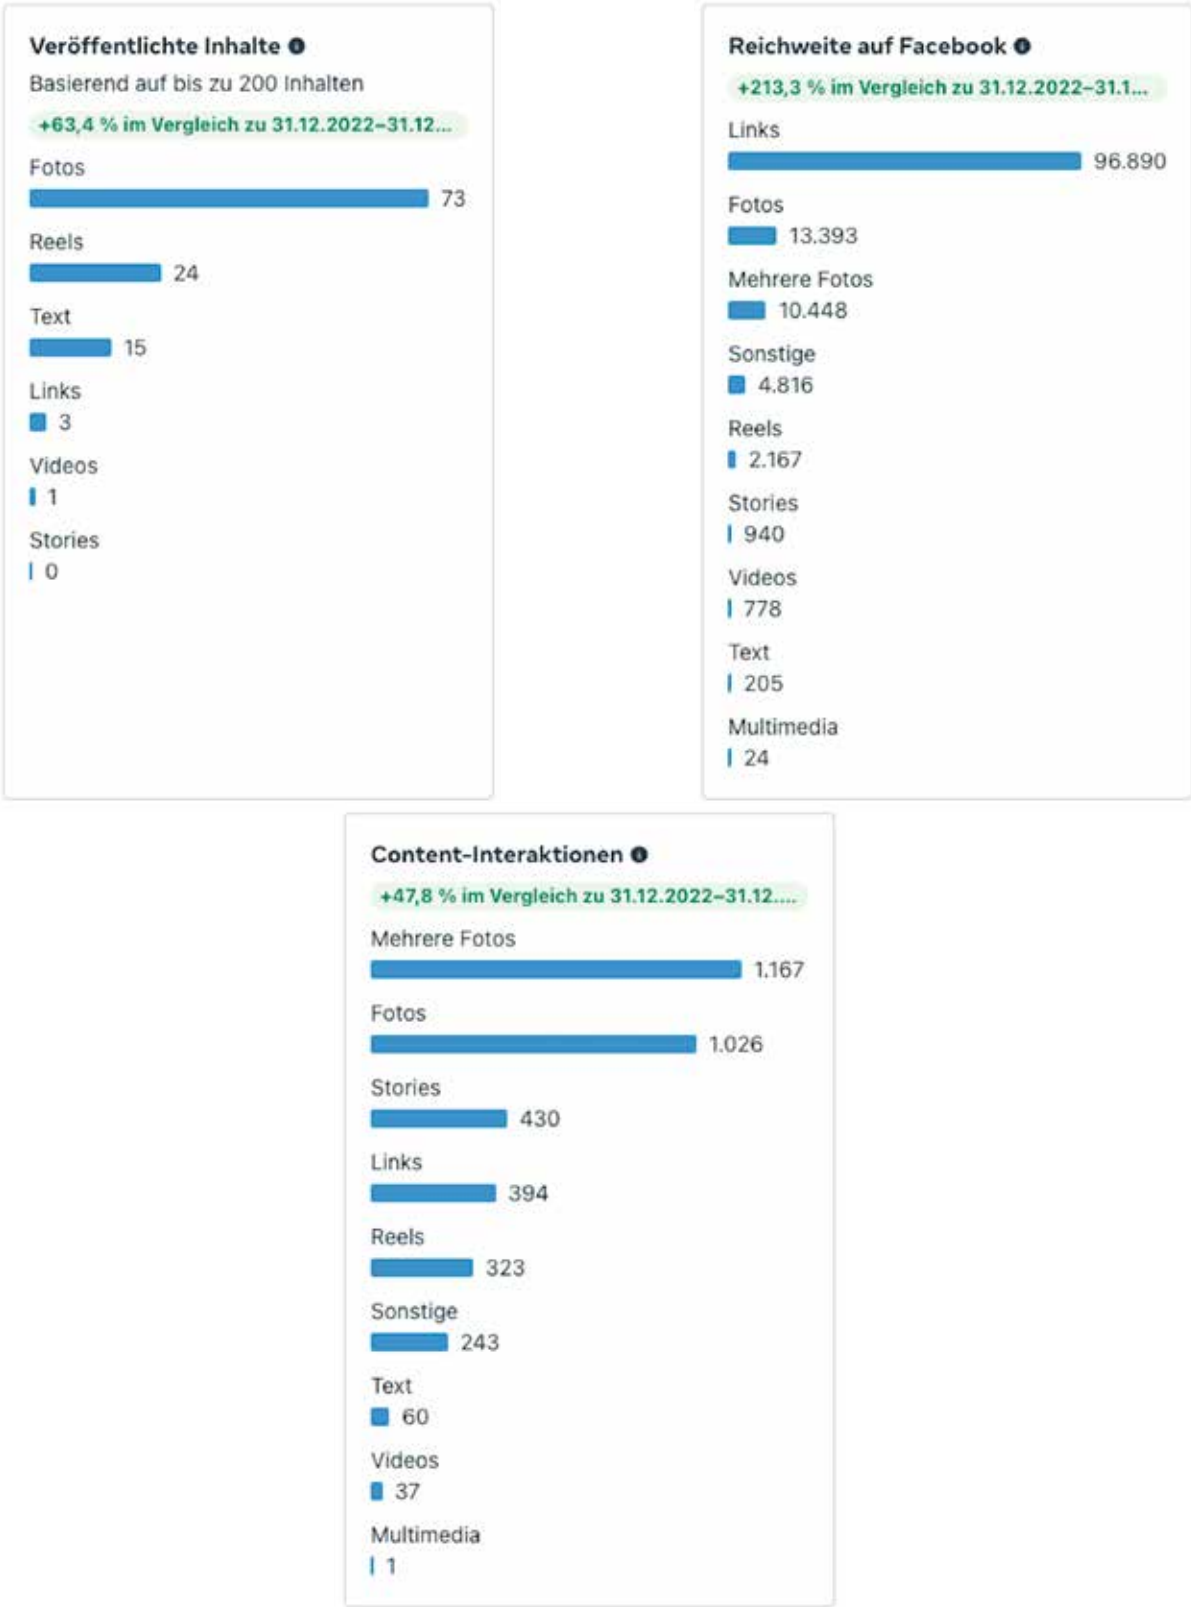 Veröffentlichte Inhalte
Basierend auf bis zu 200 Inhalten
+63,4 % im Vergleich zu 31.12.2022–31.12...
Fotos
73
Reels
24
Text
15
Links
3
Videos
1
Stories
0
Reichweite auf Facebook
+213,3 % im Vergleich zu 31.12.2022–31.1...
Links
96.890
Fotos
13.393
Mehrere Fotos
10.448
Sonstige
4.816
Reels
2.167
Stories
940
Videos
778
Text
205
Multimedia
24
Content-Interaktionen
+47,8 % im Vergleich zu 31.12.2022–31.12....
Mehrere Fotos
1.167
Fotos
1.026
Stories
430
Links
394
Reels
323
Sonstige
243
Text
60
Videos
37
Multimedia
1